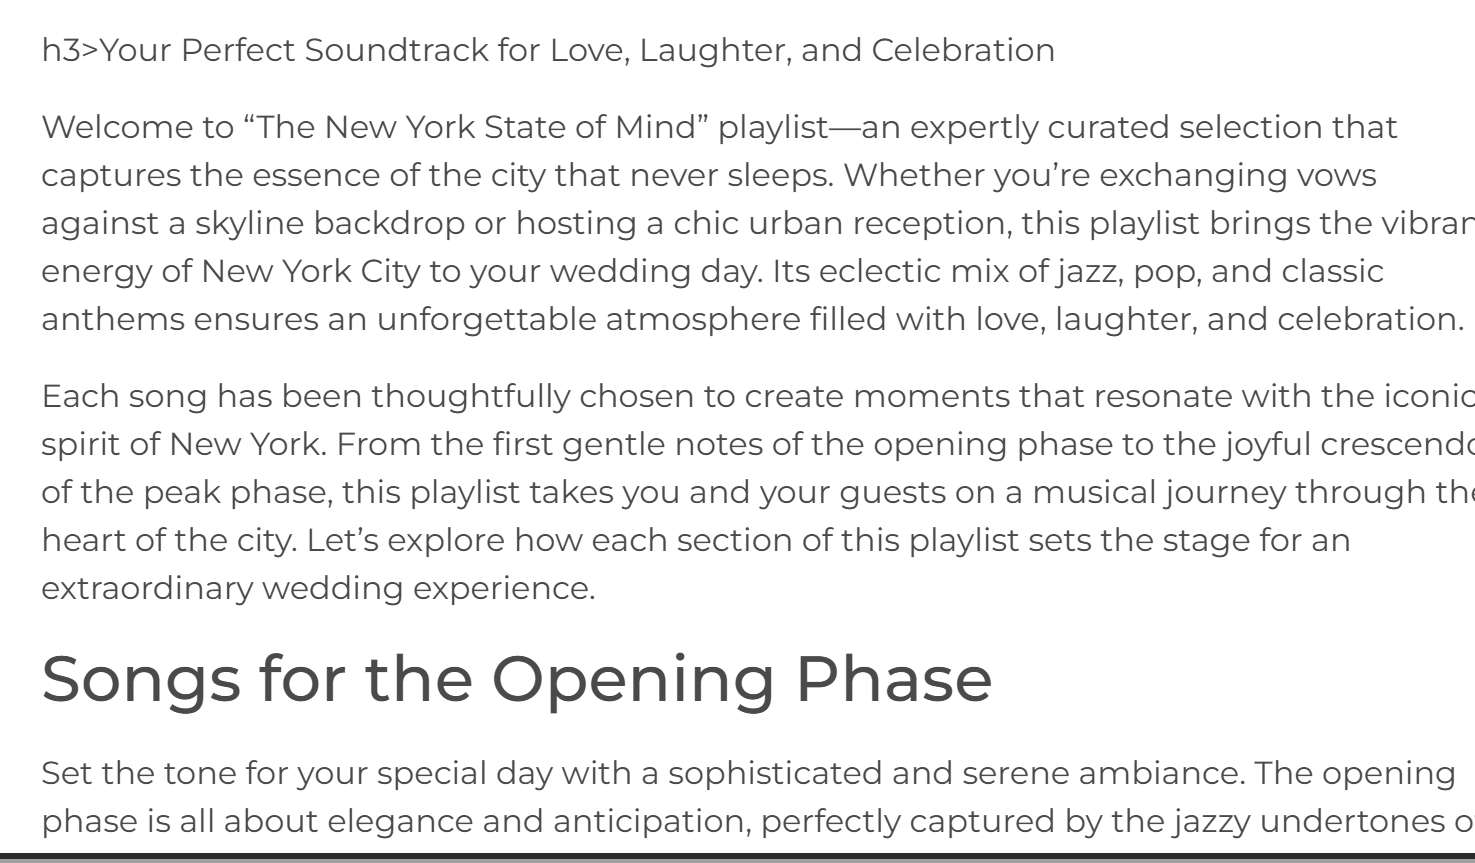 h3>Your Perfect Soundtrack for Love, Laughter, and Celebration
Welcome to “The New York State of Mind” playlist—an expertly curated selection that
captures the essence of the city that never sleeps. Whether you’re exchanging vows
against a skyline backdrop or hosting a chic urban reception, this playlist brings the
energy of New York City to your wedding day. Its eclectic mix of jazz, pop, and classic
anthems ensures an unforgettable atmosphere filled with love, laughter, and celebration.
Each song has been thoughtfully chosen to create moments that resonate with the iconic
spirit of New York. From the first gentle notes of the opening phase to the joyful
of the peak phase, this playlist takes you and your guests on a musical journey through
heart of the city. Let’s explore how each section of this playlist sets the stage for an
extraordinary wedding experience.
Songs for the Opening Phase
Set the tone for your special day with a sophisticated and serene ambiance. The opening
phase is all about elegance and anticipation, perfectly captured by the jazzy undertones